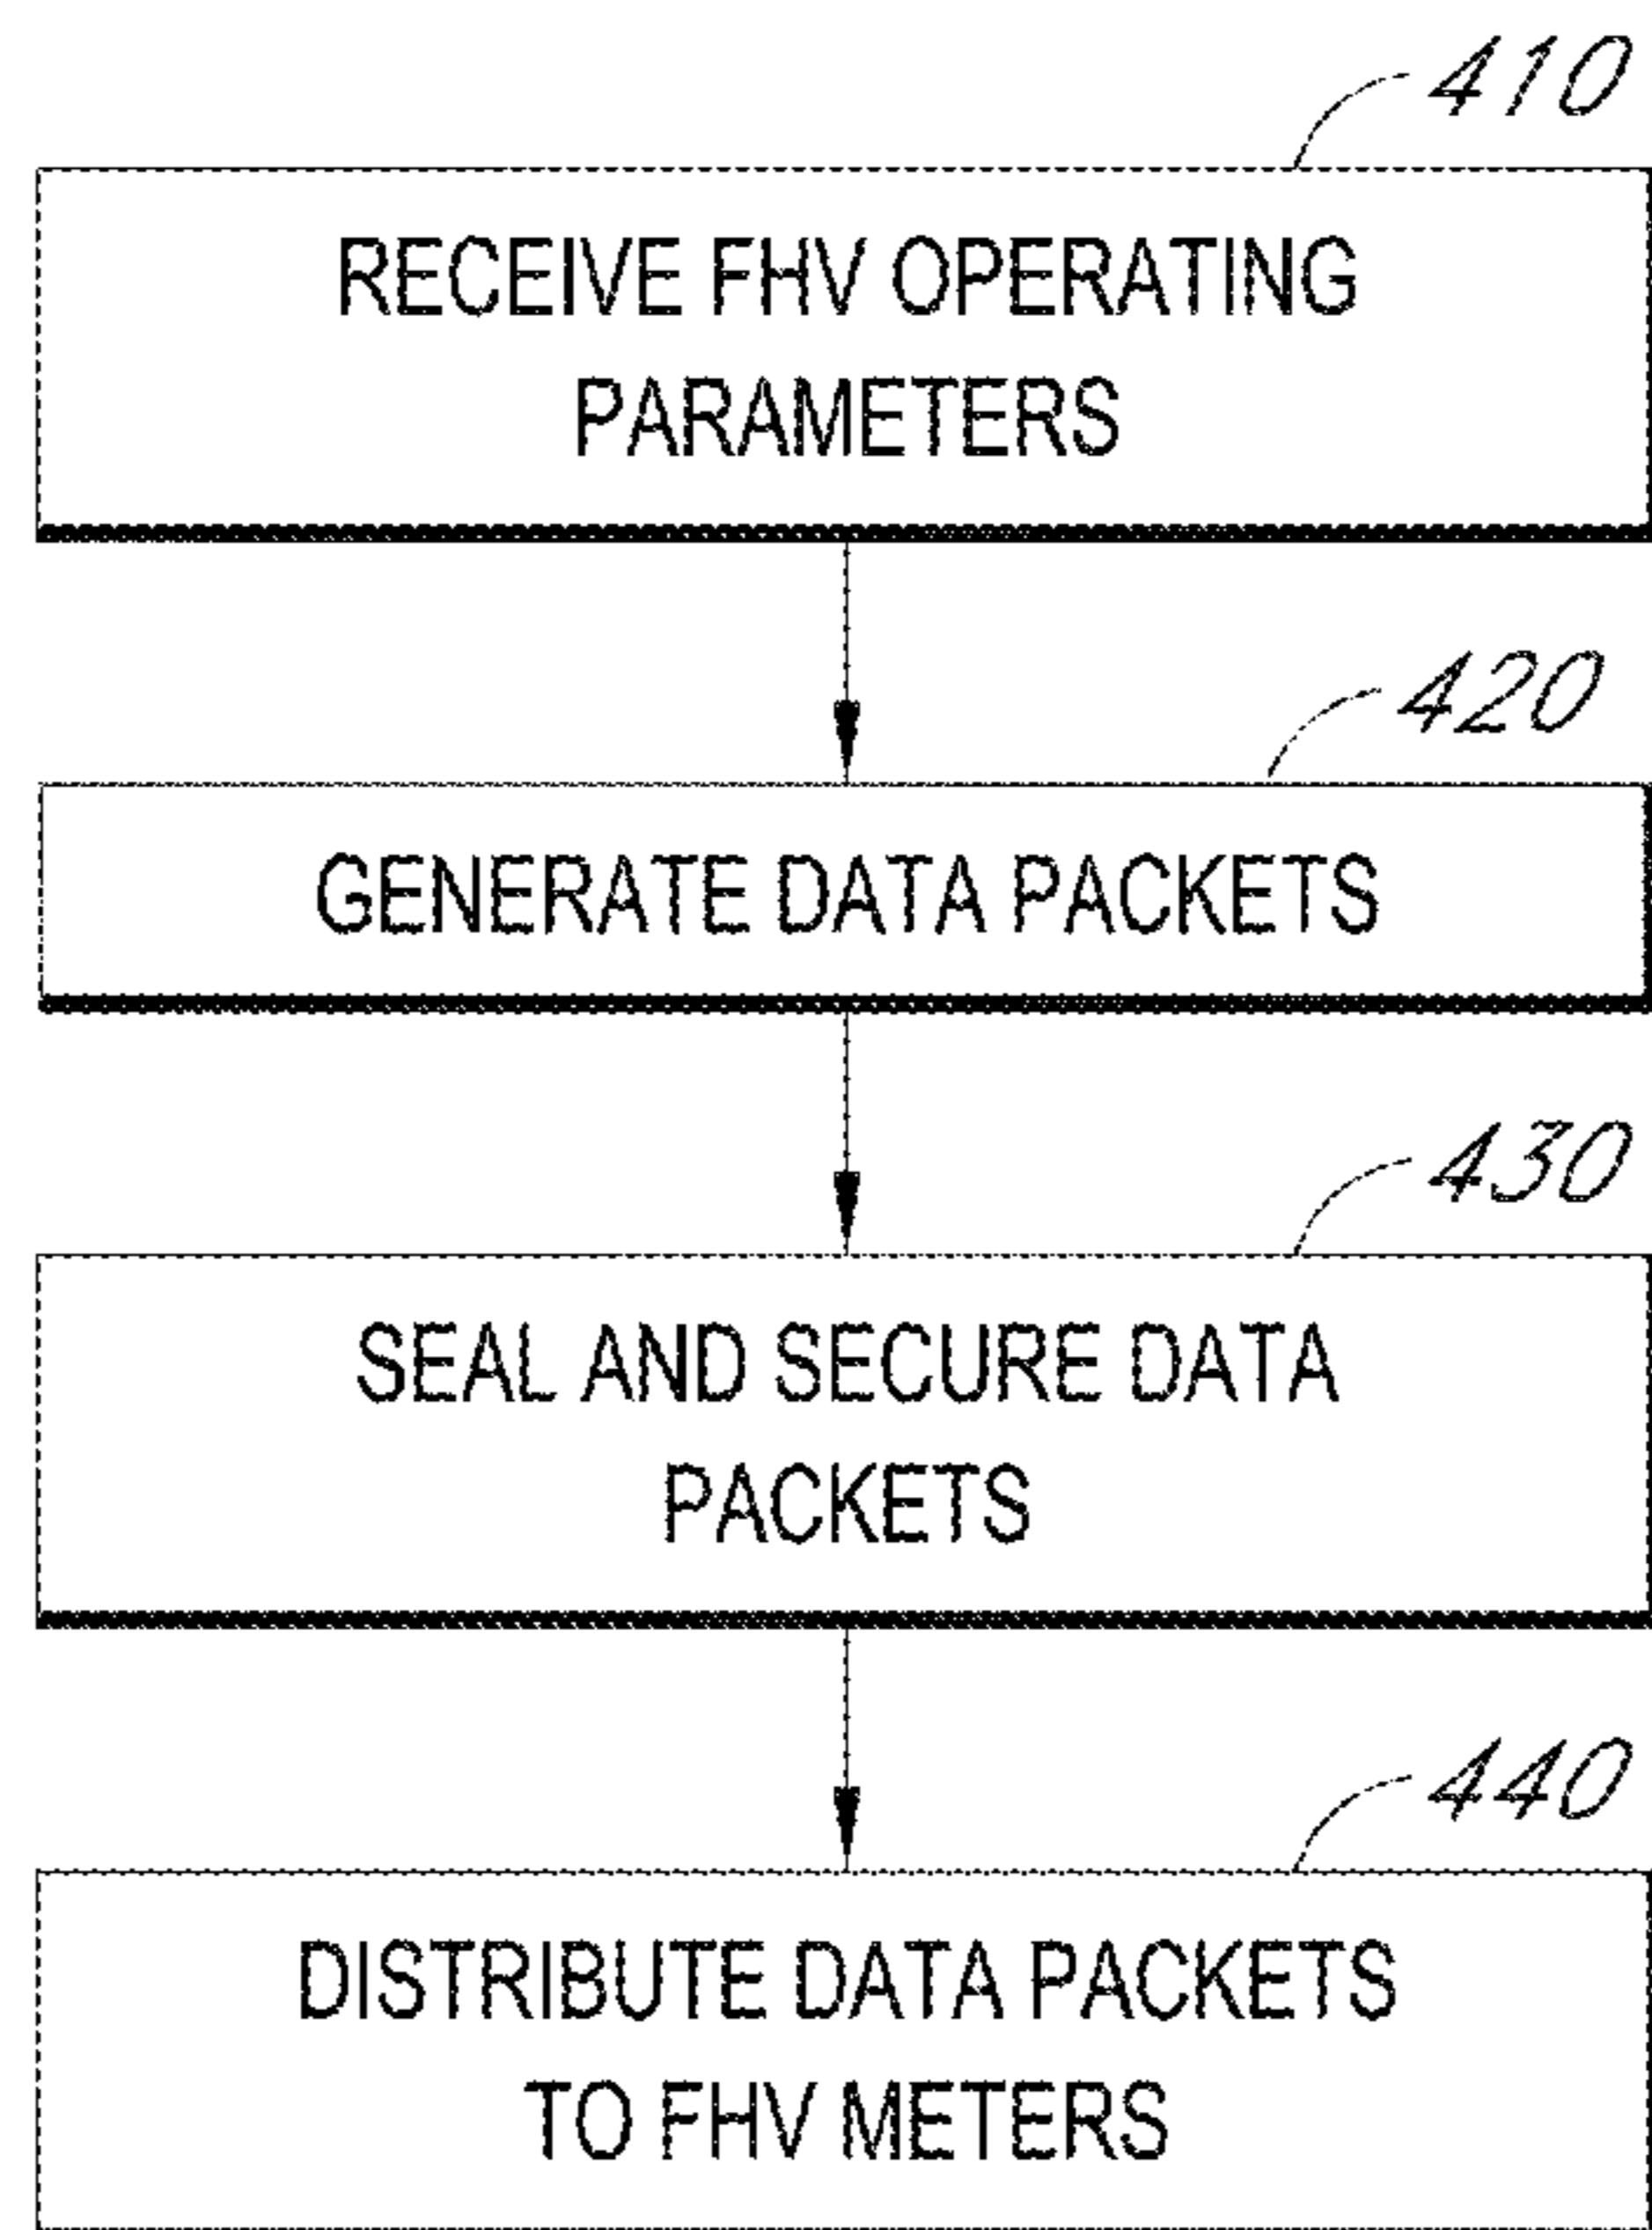 410
RECEIVE FHV OPERATING
PARAMETERS
420
GENERATE DATA PACKETS
430
SEAL AND SECURE DATA
PACKETS
440
DISTRIBUTE DATA PACKETS
TO FHV METERS